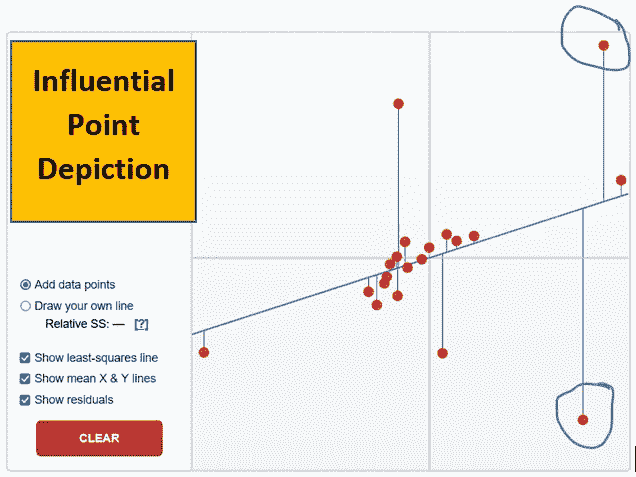 Influential
Point
Depiction
Add data points
Draw your own line
Relative SS: — [?]
Show least-squares line
Show mean X & Y lines
Show residuals
CLEAR